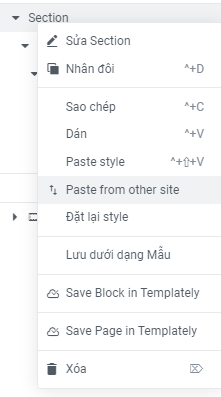 Section
Sửa Section
Nhân đôi ^+D
Sao chép ^+C
Dán ^+V
Paste style ^+⇧+V
Paste from other site
Đặt lại style
Lưu dưới dạng Mẫu
Save Block in Templately
Save Page in Templately
Xóa ⌦